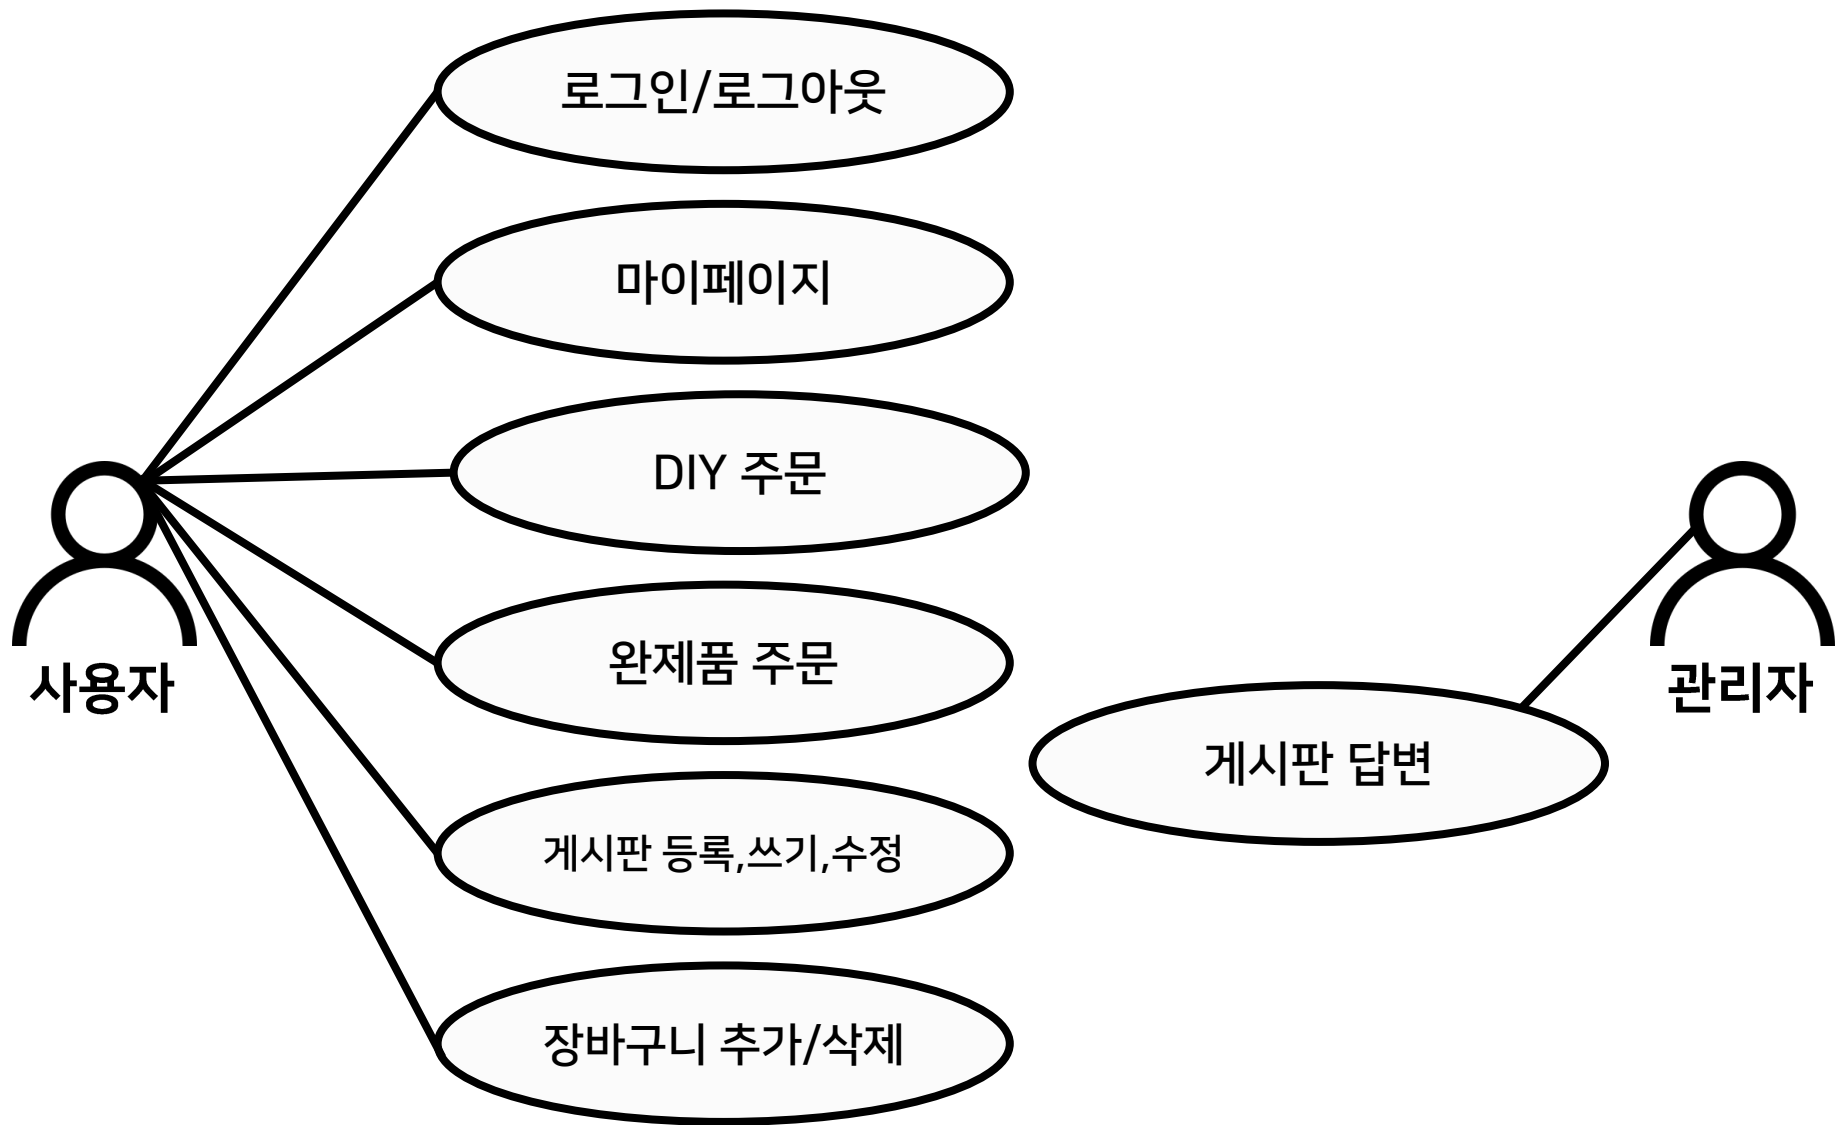 로그인/로그아웃
마이페이지
DIY 주문
완제품 주문
게시판 등록,쓰기,수정
장바구니 추가/삭제
사용자
게시판 답변
관리자